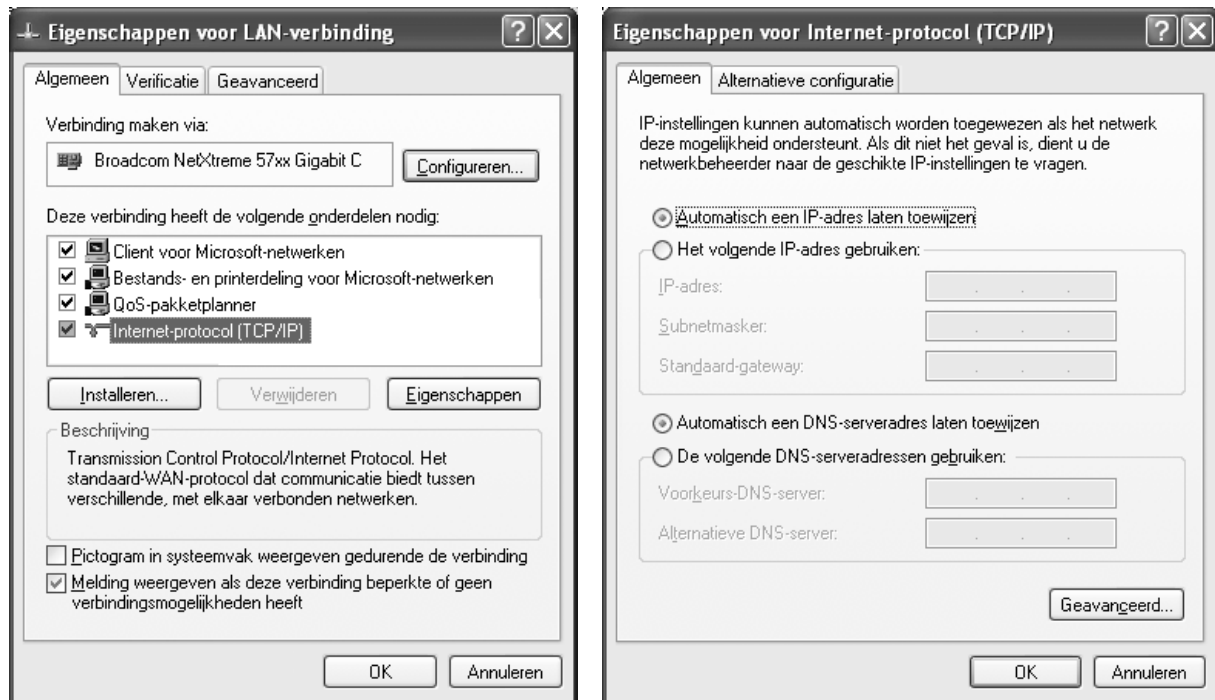 Eigenschappen voor LAN-verbinding
Algemeen Verificatie Geavanceerd
Verbinding maken via:
Broadcom NetXtreme 57xx Gigabit C
Configureren...
Deze verbinding heeft de volgende onderdelen nodig:
Client voor Microsoft-netwerken
Bestands- en printerdeling voor Microsoft-netwerken
QoS-pakketplanner
Internet-protocol (TCP/IP)
Installeren... Verwijderen Eigenschappen
Beschrijving
Transmission Control Protocol/Internet Protocol. Het
standaard-WAN-protocol dat communicatie biedt tussen
verschillende, met elkaar verbonden netwerken.
Pictogram in systeemvak weergeven gedurende de verbinding
Melding weergeven als deze verbinding beperkte of geen
verbindingsmogelijkheden heeft
OK Annuleren
Eigenschappen voor Internet-protocol (TCP/IP)
Algemeen Alternatieve configuratie
IP-instellingen kunnen automatisch worden toegewezen als het netwerk
deze mogelijkheid ondersteunt. Als dit niet het geval is, dient u de
netwerkbeheerder naar de geschikte IP-instellingen te vragen.
Automatisch een IP-adres laten toewijzen
Het volgende IP-adres gebruiken:
IP-adres:
Subnetmasker:
Standaard-gateway:
Automatisch een DNS-serveradres laten toewijzen
De volgende DNS-serveradressen gebruiken:
Voorkeurs-DNS-server:
Alternatieve DNS-server:
Geavanceerd...
OK Annuleren